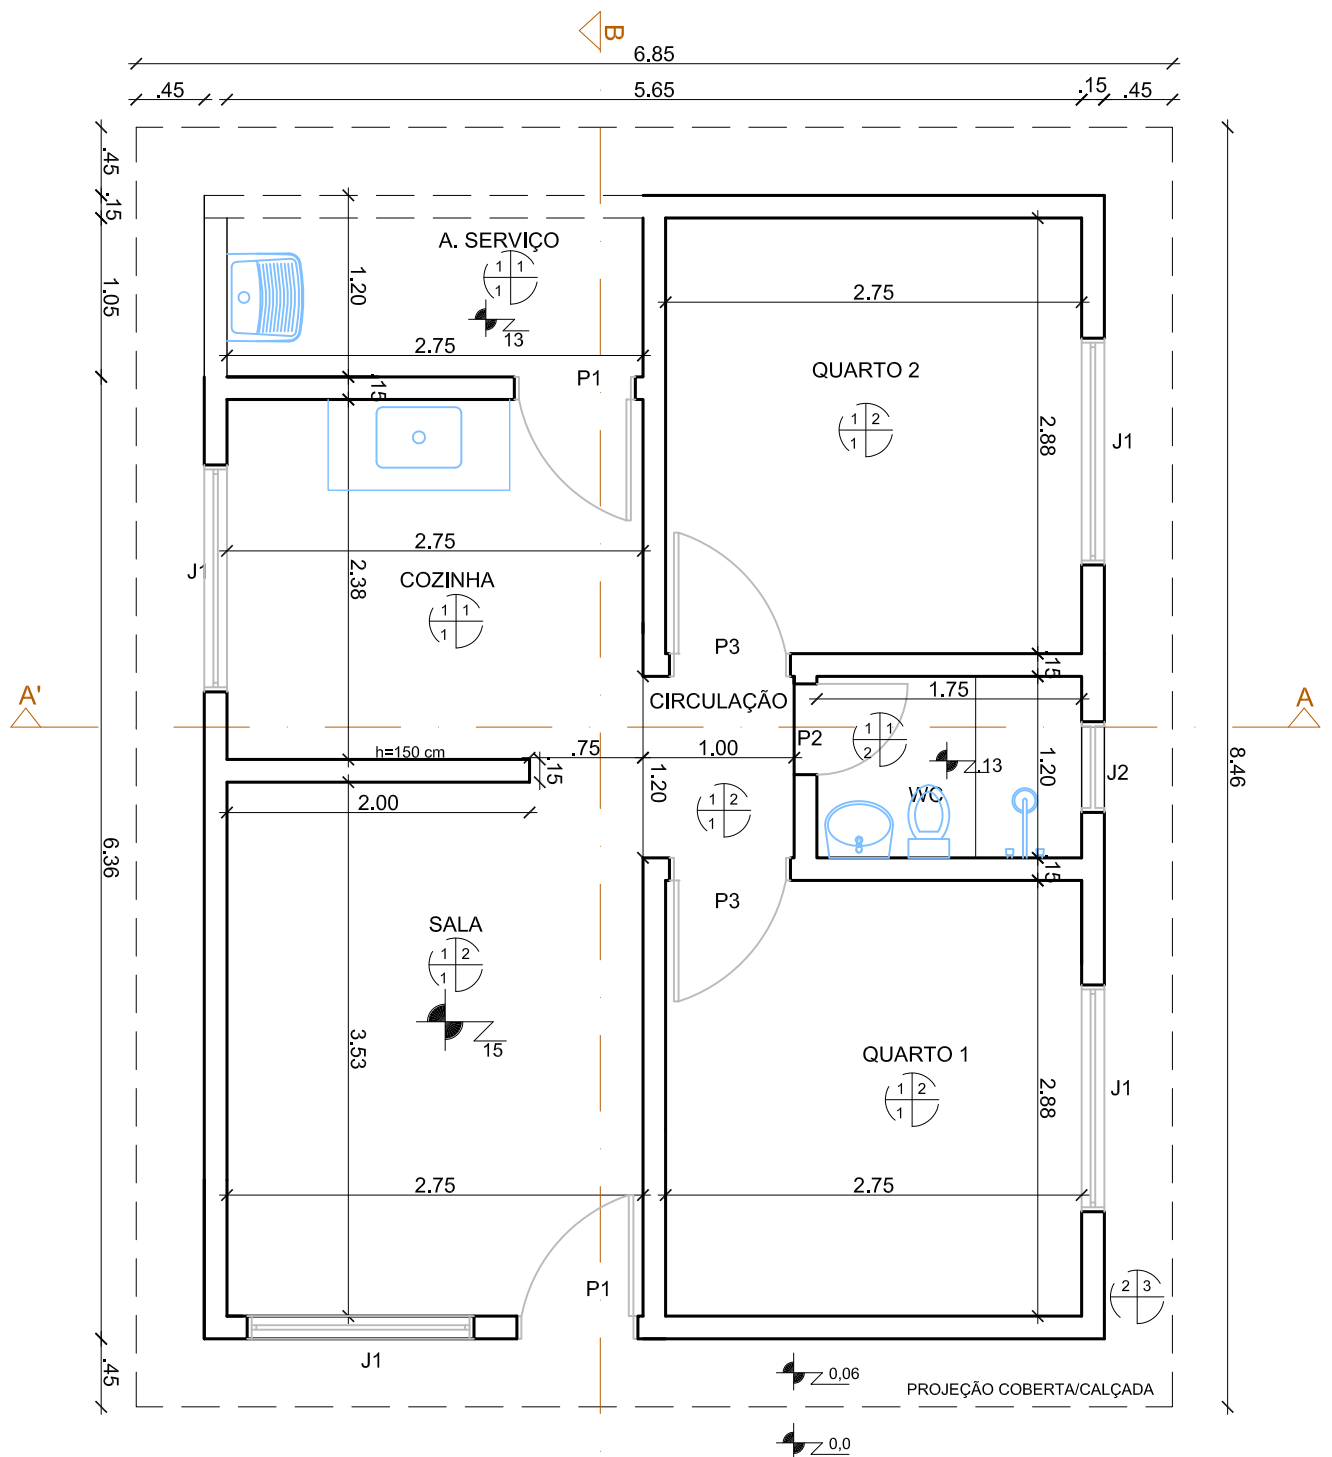 B
6.85
.45
5.65
.15
.45
.45
.15
1.05
6.36
.45
8.46
A. SERVIÇO
1 1
1
13
1.20
2.75
P1
.15
2.75
QUARTO 2
1 2
1
2.88
J1
2.75
2.38
COZINHA
1 1
1
J1
P3
.15
CIRCULAÇÃO
1.75
A'
A
h=150 cm
.75
1.00
P2
1 1
2
.13
1.20
J2
.15
1.20
WC
2.00
1 2
1
.15
P3
SALA
1 2
1
15
3.53
QUARTO 1
1 2
1
2.88
J1
2.75
2.75
P1
2 3
J1
0,06
PROJEÇÃO COBERTA/CALÇADA
0,0